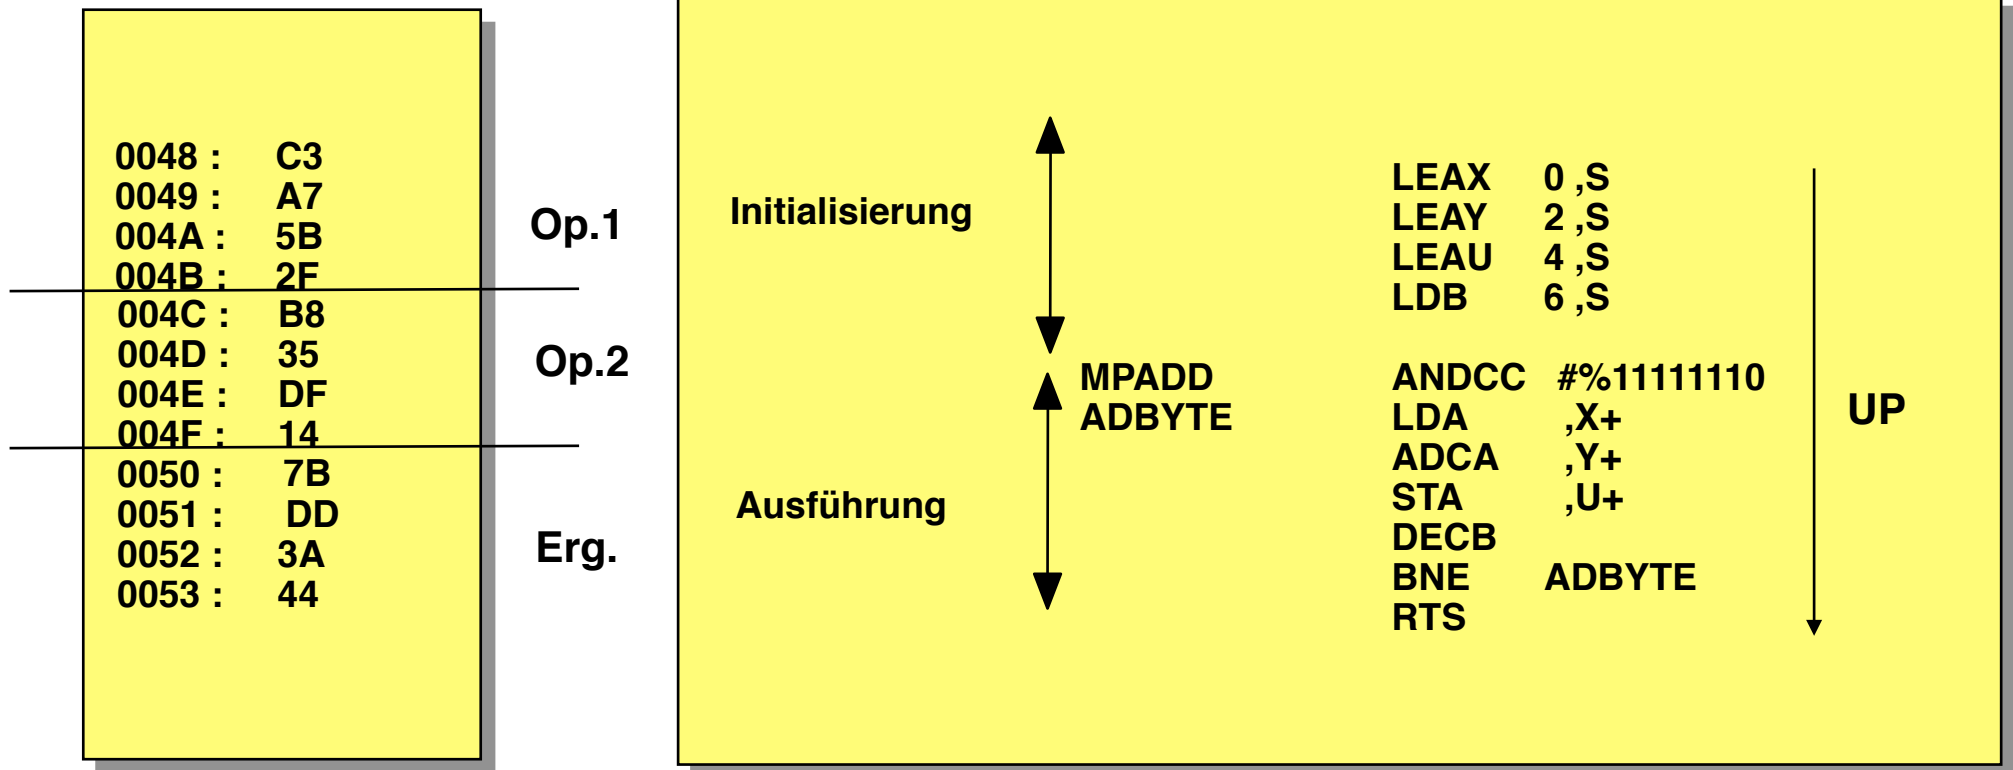 0048 : C3
0049 : A7
004A : 5B
004B : 2F
Op.1
004C : B8
004D : 35
004E : DF
004F : 14
Op.2
0050 : 7B
0051 : DD
0052 : 3A
0053 : 44
Erg.
Initialisierung
LEAX 0 ,S
LEAY 2 ,S
LEAU 4 ,S
LDB 6 ,S
MPADD ANDCC #%11111110
ADBYTE LDA ,X+
ADCA ,Y+
STA ,U+
DECB
BNE ADBYTE
RTS
Ausführung
UP